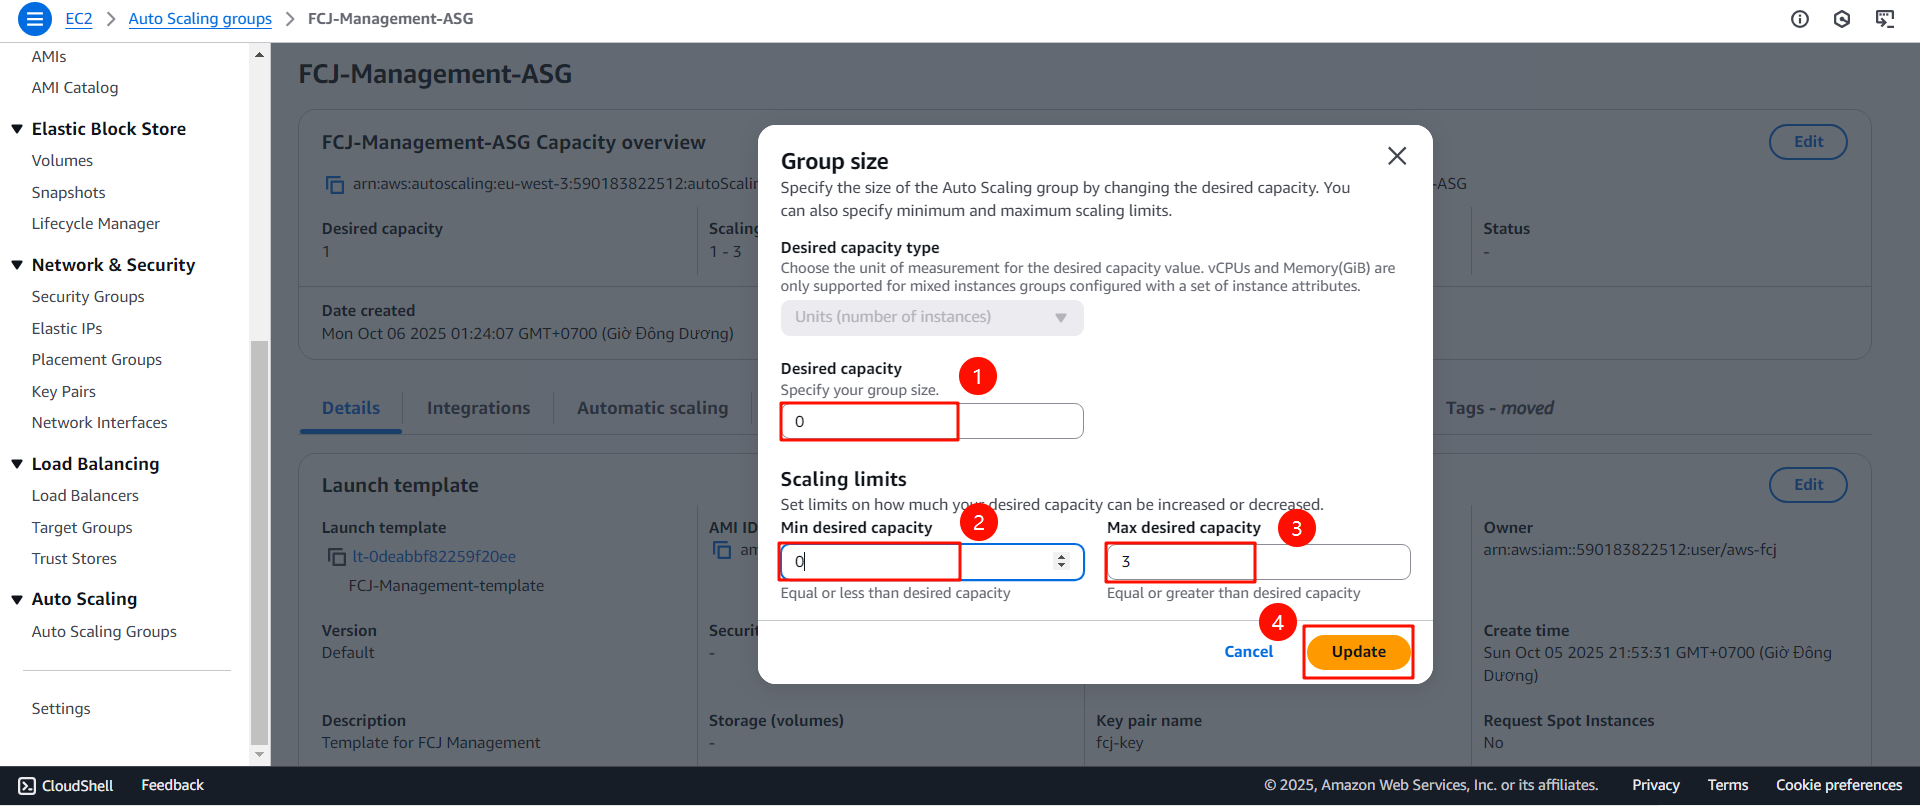 EC2 > Auto Scaling groups > FCJ-Management-ASG
AMIs
AMI Catalog
Elastic Block Store
Volumes
Snapshots
Lifecycle Manager
Network & Security
Security Groups
Elastic IPs
Placement Groups
Key Pairs
Network Interfaces
Load Balancing
Load Balancers
Target Groups
Trust Stores
Auto Scaling
Auto Scaling Groups
Settings
FCJ-Management-ASG
FCJ-Management-ASG Capacity overview
Edit
arn:aws:autoscaling:eu-west-3:590183822512:autoScalin
-ASG
Desired capacity
1
Scaling
1 - 3
Status
-
Date created
Mon Oct 06 2025 01:24:07 GMT+0700 (Giờ Đông Dương)
Details
Integrations
Automatic scaling
Tags - moved
Launch template
Edit
Launch template
lt-0deabbf82259f20ee
FCJ-Management-template
AMI ID
am
Owner
arn:aws:iam::590183822512:user/aws-fcj
Version
Default
Securit
-
Create time
Sun Oct 05 2025 21:53:31 GMT+0700 (Giờ Đông
Dương)
Description
Template for FCJ Management
Storage (volumes)
-
Key pair name
fcj-key
Request Spot Instances
No
Group size
Specify the size of the Auto Scaling group by changing the desired capacity. You
can also specify minimum and maximum scaling limits.
Desired capacity type
Choose the unit of measurement for the desired capacity value. vCPUs and Memory(GiB) are
only supported for mixed instances groups configured with a set of instance attributes.
Units (number of instances)
Desired capacity
1
Specify your group size.
0
Scaling limits
Set limits on how much your desired capacity can be increased or decreased.
Min desired capacity
2
0
Equal or less than desired capacity
Max desired capacity
3
3
Equal or greater than desired capacity
4
Cancel
Update
CloudShell
Feedback
© 2025, Amazon Web Services, Inc. or its affiliates.
Privacy
Terms
Cookie preferences